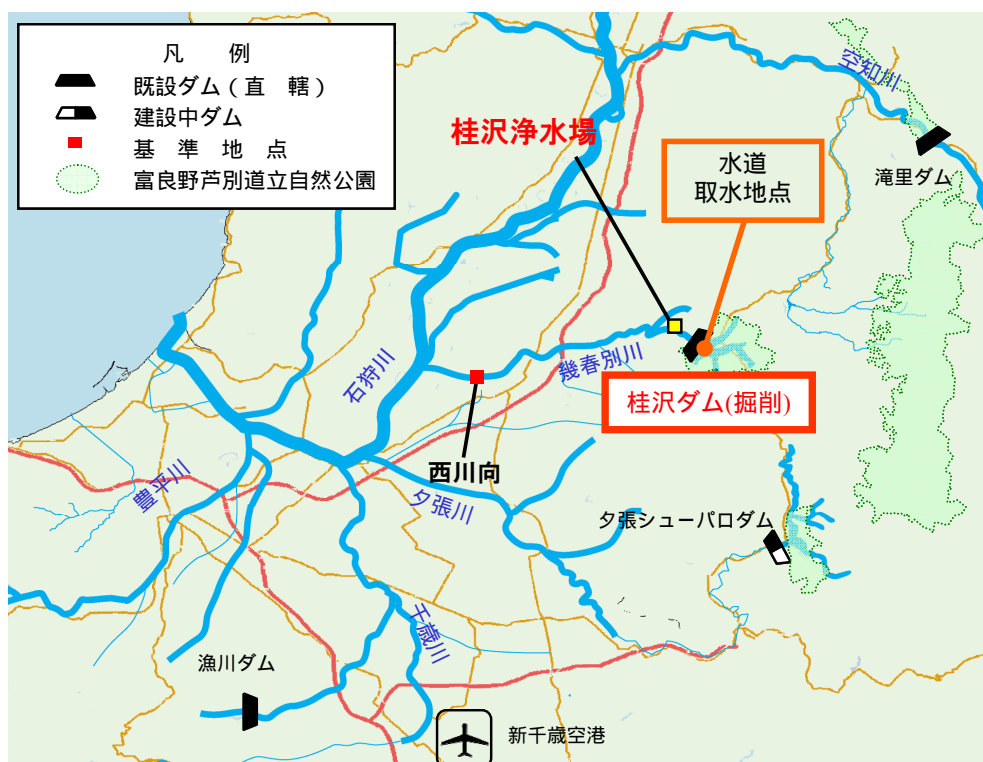 凡 例
既設ダム(直 轄)
建設中ダム
基 準 地 点
富良野芦別道立自然公園
空知川
桂沢浄水場
水道
取水地点
滝里ダム
石狩川
幾春別川
桂沢ダム(掘削)
西川向
豊平川
夕張川
夕張シューパロダム
千歳川
漁川ダム
新千歳空港